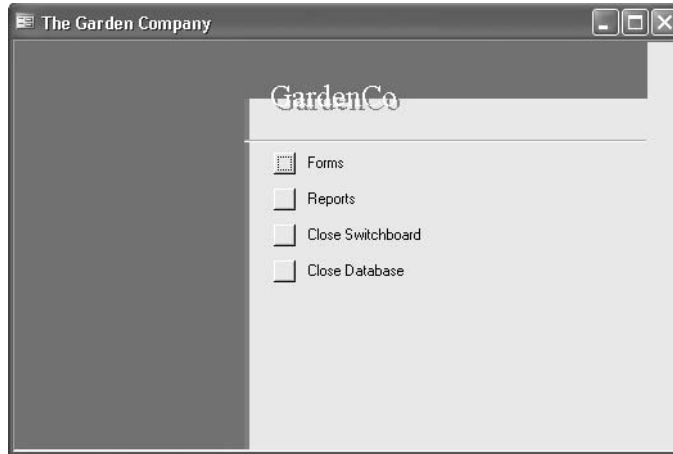 The Garden Company
GardenCo
Forms
Reports
Close Switchboard
Close Database